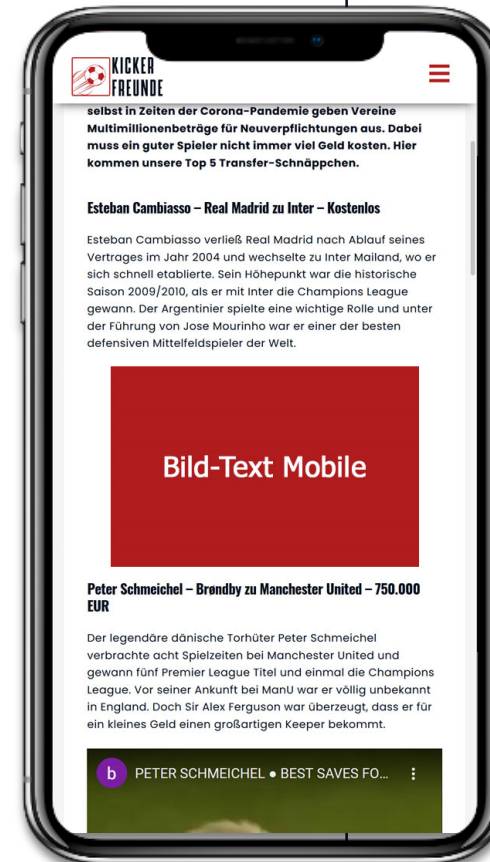 KICKER
FREUNDE
selbst in Zeiten der Corona-Pandemie geben Vereine
Multimillionenbeträge für Neuverpflichtungen aus. Dabei
muss ein guter Spieler nicht immer viel Geld kosten. Hier
kommen unsere Top 5 Transfer-Schnäppchen.
Esteban Cambiasso – Real Madrid zu Inter – Kostenlos
Esteban Cambiasso verließ Real Madrid nach Ablauf seines
Vertrages im Jahr 2004 und wechselte zu Inter Mailand, wo er
sich schnell etablierte. Sein Höhepunkt war die historische
Saison 2009/2010, als er mit Inter die Champions League
gewann. Der Argentinier spielte eine wichtige Rolle und unter
der Führung von Jose Mourinho war er einer der besten
defensiven Mittelfeldspieler der Welt.
Bild-Text Mobile
Peter Schmeichel – Brøndby zu Manchester United – 750.000
EUR
Der legendäre dänische Torhüter Peter Schmeichel
verbrachte acht Spielzeiten bei Manchester United und
gewann fünf Premier League Titel und einmal die Champions
League. Vor seiner Ankunft bei ManU war er völlig unbekannt
in England. Doch Sir Alex Ferguson war überzeugt, dass er für
ein kleines Geld einen großartigen Keeper bekommt.
b PETER SCHMEICHEL ● BEST SAVES FO...